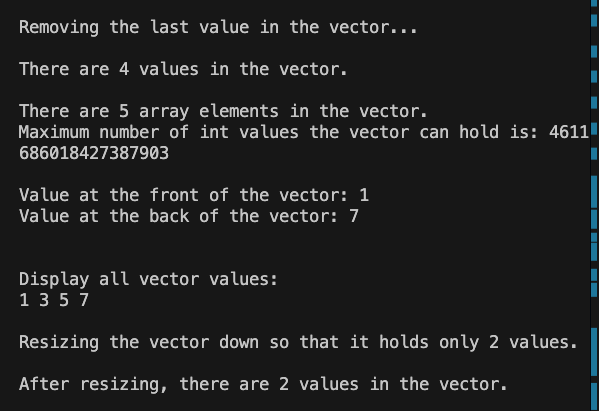 Removing the last value in the vector...
There are 4 values in the vector.
There are 5 array elements in the vector.
Maximum number of int values the vector can hold is: 4611
686018427387903
Value at the front of the vector: 1
Value at the back of the vector: 7
Display all vector values:
1 3 5 7
Resizing the vector down so that it holds only 2 values.
After resizing, there are 2 values in the vector.